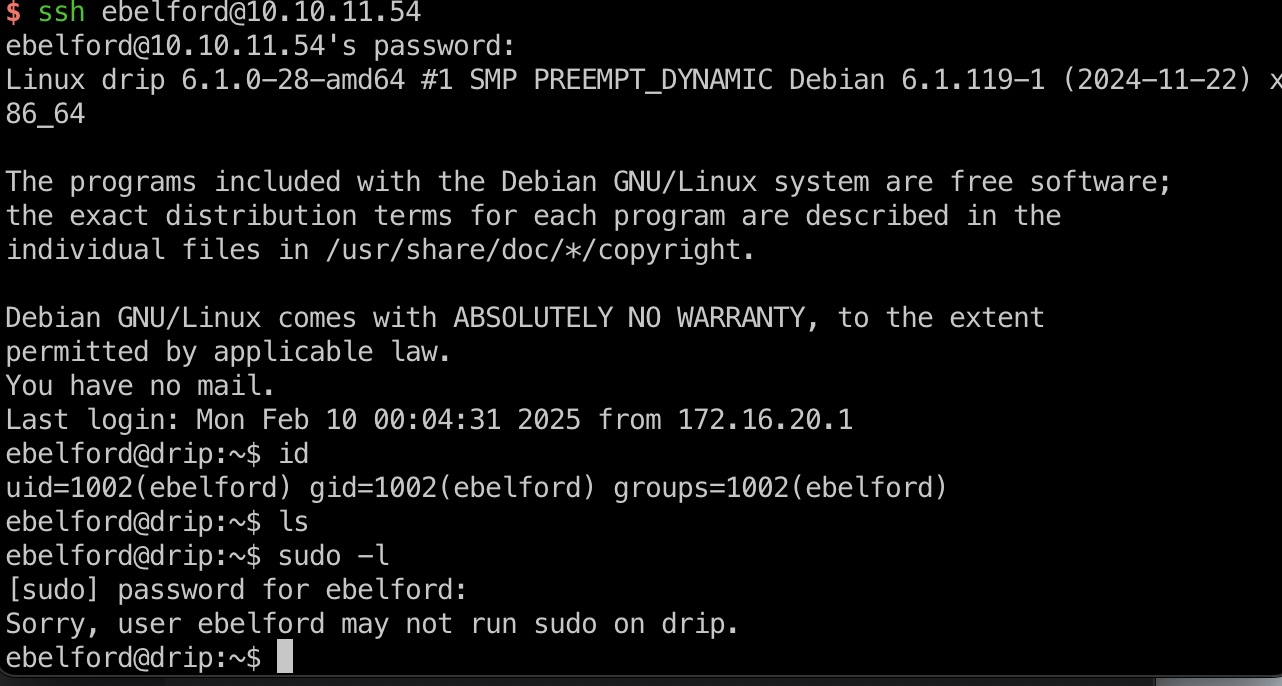 $ ssh ebelford@10.10.11.54
ebelford@10.10.11.54's password:
Linux drip 6.1.0-28-amd64 #1 SMP PREEMPT_DYNAMIC Debian 6.1.119-1 (2024-11-22) x
86_64
The programs included with the Debian GNU/Linux system are free software;
the exact distribution terms for each program are described in the
individual files in /usr/share/doc/*/copyright.
Debian GNU/Linux comes with ABSOLUTELY NO WARRANTY, to the extent
permitted by applicable law.
You have no mail.
Last login: Mon Feb 10 00:04:31 2025 from 172.16.20.1
ebelford@drip:~$ id
uid=1002(ebelford) gid=1002(ebelford) groups=1002(ebelford)
ebelford@drip:~$ ls
ebelford@drip:~$ sudo -l
[sudo] password for ebelford:
Sorry, user ebelford may not run sudo on drip.
ebelford@drip:~$